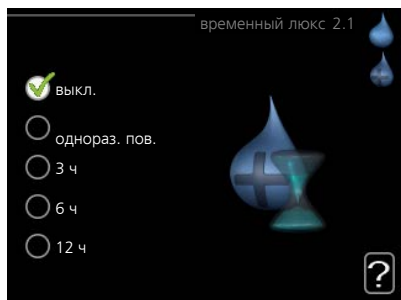 временный люкс 2.1
выкл.
однораз. пов.
3 ч
6 ч
12 ч
?